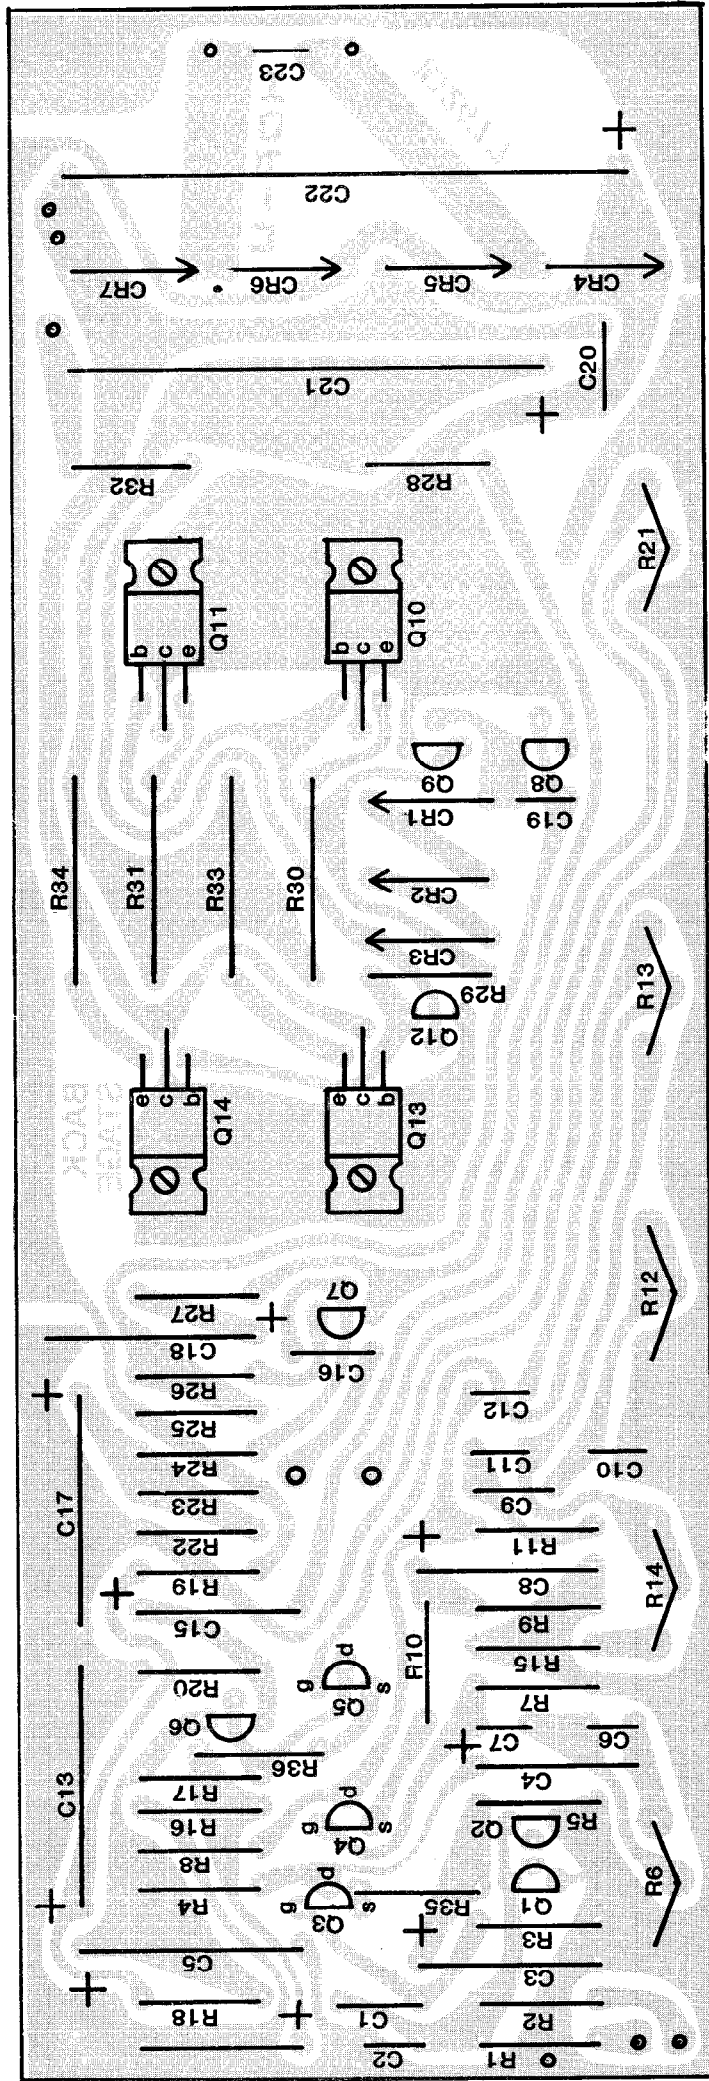 C23
C22
CR7
CR6
CR5
CR4
C21
C20
R32
R28
R21
b
c
e
Q11
b
c
e
Q10
Q9
Q8
CR1
C19
R34
R31
R33
R30
CR2
CR3
R29
Q12
R13
e
c
b
Q14
e
c
b
Q13
STAGE
BACK
R27
Q7
R12
C18
C16
R26
C12
R25
R24
C11
C10
R23
C9
C17
R22
R11
R19
C8
R14
C15
R9
R10
R15
R20
g
d
s
Q5
R7
Q6
C7
C6
R36
C4
C13
R17
R16
g
d
s
Q4
Q2
R5
R8
R6
R4
g
d
s
Q3
R35
Q1
R3
C5
C3
R18
C1
R2
C2
R1